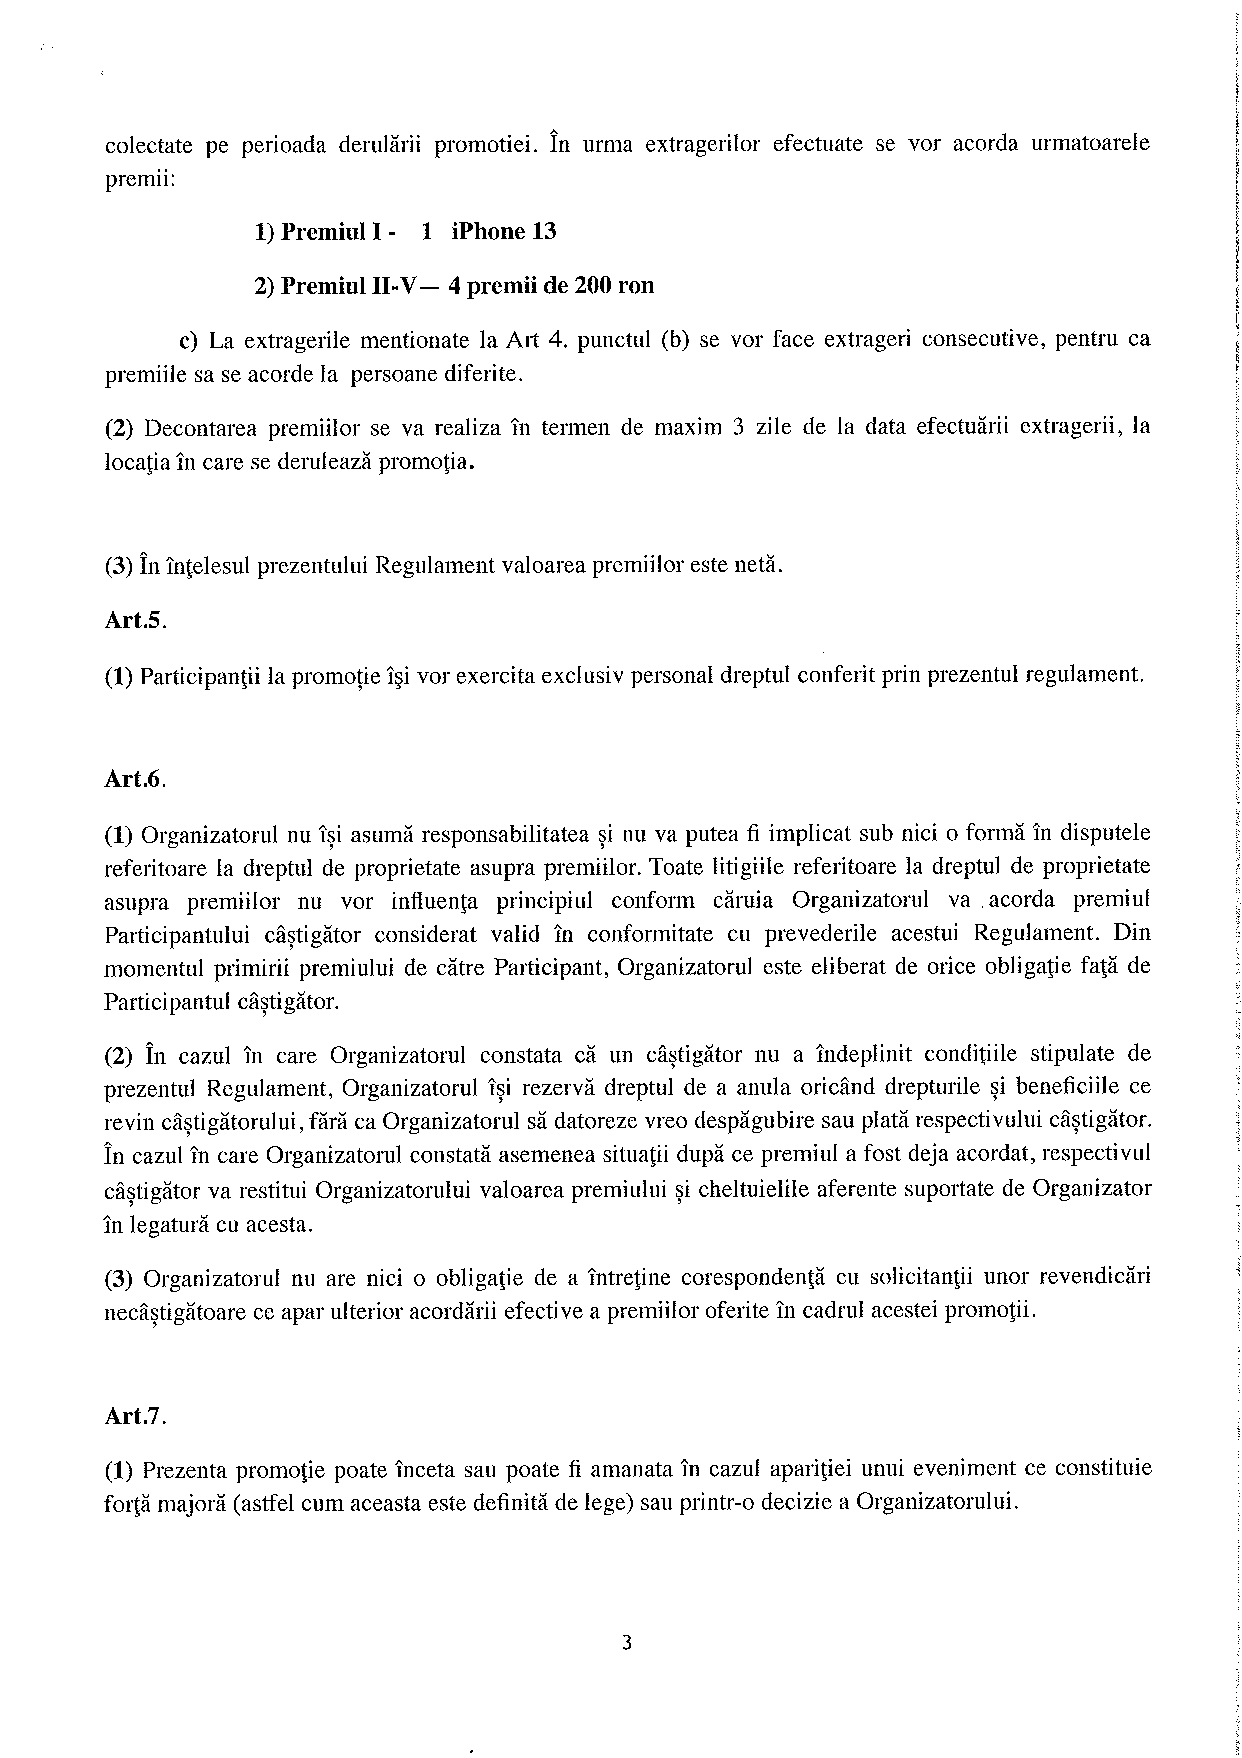 colectate pe perioada derulării promotiei. În urma extragerilor efectuate se vor acorda urmatoarele
premii:
1) Premiul I - 1 iPhone 13
2) Premiul II-V— 4 premii de 200 ron
c) La extragerile mentionate la Art 4. punctul (b) se vor face extrageri consecutive, pentru ca
premiile sa se acorde la persoane diferite.
(2) Decontarea premiilor se va realiza în termen de maxim 3 zile de la data efectuării extragerii, la
locaţia în care se derulează promoţia.
(3) În înţelesul prezentului Regulament valoarea premiilor este netă.
Art.5.
(1) Participanţii la promoţie îşi vor exercita exclusiv personal dreptul conferit prin prezentul regulament.
Art.6.
(1) Organizatorul nu îşi asumă responsabilitatea şi nu va putea fi implicat sub nici o formă în disputele
referitoare la dreptul de proprietate asupra premiilor. Toate litigiile referitoare la dreptul de proprietate
asupra premiilor nu vor influenţa principiul conform căruia Organizatorul va acorda premiul
Participantului câştigător considerat valid în conformitate cu prevederile acestui Regulament. Din
momentul primirii premiului de către Participant, Organizatorul este eliberat de orice obligaţie faţă de
Participantul câştigător.
(2) În cazul în care Organizatorul constata că un câştigător nu a îndeplinit condiţiile stipulate de
prezentul Regulament, Organizatorul îşi rezervă dreptul de a anula oricând drepturile şi beneficiile ce
revin câştigătorului, fără ca Organizatorul să datoreze vreo despăgubire sau plată respectivului câştigător.
În cazul în care Organizatorul constată asemenea situaţii după ce premiul a fost deja acordat, respectivul
câştigător va restitui Organizatorului valoarea premiului şi cheltuielile aferente suportate de Organizator
în legatură cu acesta.
(3) Organizatorul nu are nici o obligaţie de a întreţine corespondenţă cu solicitanţii unor revendicări
necâştigătoare ce apar ulterior acordării efective a premiilor oferite în cadrul acestei promoţii.
Art.7.
(1) Prezenta promoţie poate înceta sau poate fi amanata în cazul apariţiei unui eveniment ce constituie
forţă majoră (astfel cum aceasta este definită de lege) sau printr-o decizie a Organizatorului.
3